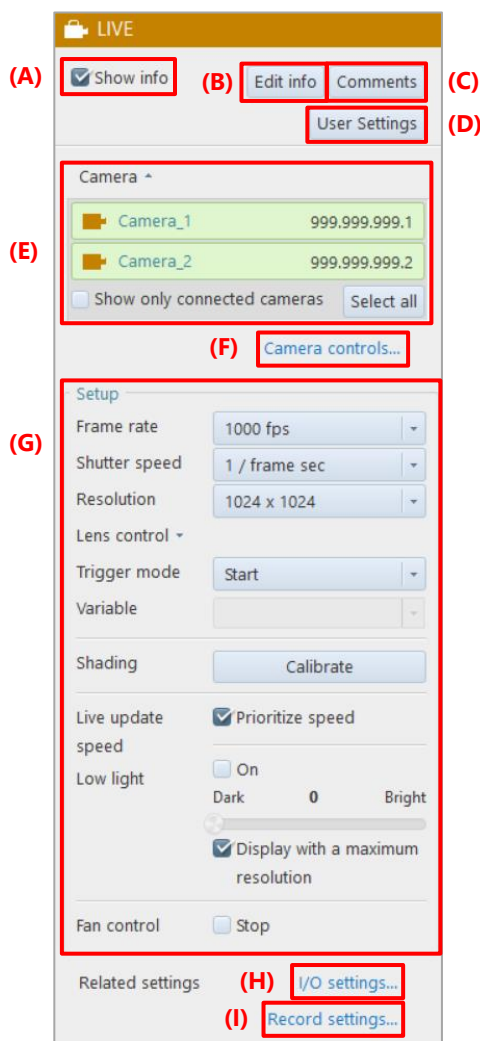 LIVE
(A) Show info (B) Edit info Comments (C)
User Settings (D)
Camera
(E) Camera_1 999.999.999.1
Camera_2 999.999.999.2
Show only connected cameras Select all
(F) Camera controls...
Setup
(G) Frame rate 1000 fps
Shutter speed 1 / frame sec
Resolution 1024 x 1024
Lens control
Trigger mode Start
Variable
Shading Calibrate
Live update speed Prioritize speed
Low light On
Dark 0 Bright
Display with a maximum
resolution
Fan control Stop
Related settings (H) I/O settings...
(I) Record settings...